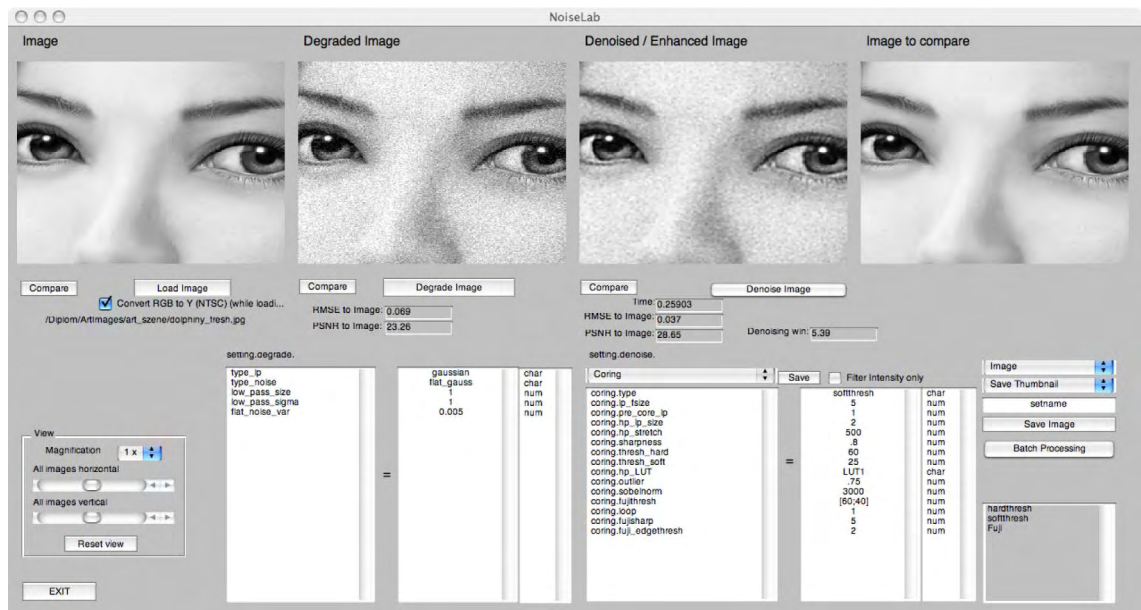 NoiseLab
Image
Degraded Image
Denoised / Enhanced Image
Image to compare
Compare
Load Image
Convert RGB to Y (NTSC) (while loadi...
/Diplom/ArtImages/art_szene/dolphiny_fresh.jpg
Compare
Degrade Image
RMSE to Image: 0.069
PSNR to Image: 23.26
Compare
Denoise Image
Time: 0.25903
RMSE to Image: 0.037
PSNR to Image: 28.65
Denoising win: 5.39
setting.degrade.
type_lp gaussian char
type_noise flat_gauss char
low_pass_size 1 num
low_pass_sigma 1 num
flat_noise_var 0.005 num
=
setting.denoise.
Coring
Save
Filter Intensity only
coring.type softthresh char
coring.lp_fsize 5 num
coring.pre_core_lp 1 num
coring.hp_lp_size 2 num
coring.hp_stretch 500 num
coring.sharpness .8 num
coring.thresh_hard 60 num
coring.thresh_soft 25 num
coring.hp_LUT LUT1 char
coring.outlier .75 num
coring.sobelnorm 3000 num
coring.fujithresh [60;40] num
coring.loop 1 num
coring.fujisharp 5 num
coring.fuji_edgethresh 2 num
=
Image
Save Thumbnail
setname
Save Image
Batch Processing
hardthresh
softthresh
Fuji
View
Magnification 1 x
All images horizontal
All images vertical
Reset view
EXIT